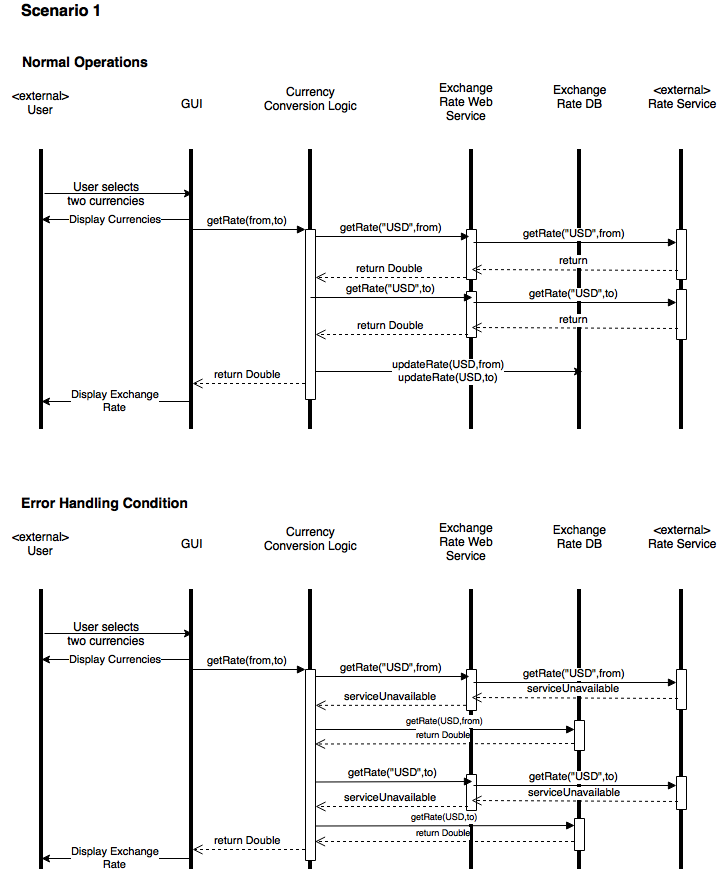 Scenario 1
Normal Operations
<external>
User
GUI
Currency
Conversion Logic
Exchange
Rate Web
Service
Exchange
Rate DB
<external>
Rate Service
User selects
two currencies
Display Currencies
getRate(from,to)
getRate("USD",from)
getRate("USD",from)
return
return Double
getRate("USD",to)
getRate("USD",to)
return
return Double
updateRate(USD,from)
updateRate(USD,to)
return Double
Display Exchange
Rate
Error Handling Condition
<external>
User
GUI
Currency
Conversion Logic
Exchange
Rate Web
Service
Exchange
Rate DB
<external>
Rate Service
User selects
two currencies
Display Currencies
getRate(from,to)
getRate("USD",from)
getRate("USD",from)
serviceUnavailable
serviceUnavailable
getRate(USD,from)
return Double
getRate("USD",to)
getRate("USD",to)
serviceUnavailable
serviceUnavailable
getRate(USD,to)
return Double
return Double
Display Exchange
Rate